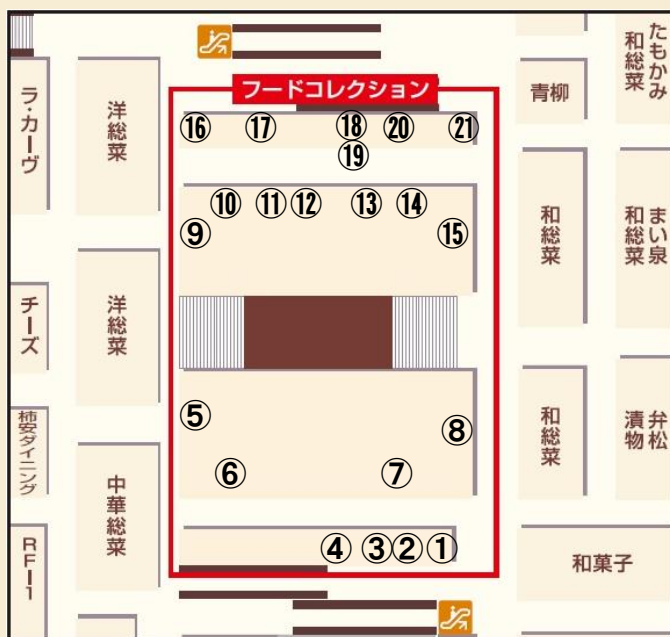 フードコレクション
⑯
⑰
⑱
⑳
㉑
⑲
⑩
⑪
⑫
⑬
⑭
⑨
⑮
⑤
⑧
⑥
⑦
④
③
②
①
ラ・カーヴ
チーズ
柿安ダイニング
RF-1
洋総菜
洋総菜
中華総菜
青柳
和総菜
和総菜
和菓子
たもかみ
和総菜
まい泉
和総菜
弁松
漬物